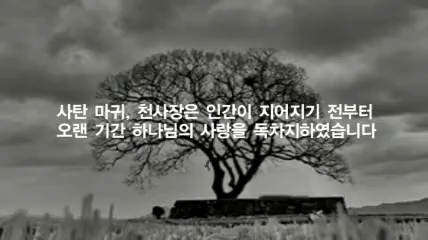 사탄 마귀, 천사장은 인간이 지어지기 전부터
오랜 기간 하나님의 사랑을 독차지하였습니다